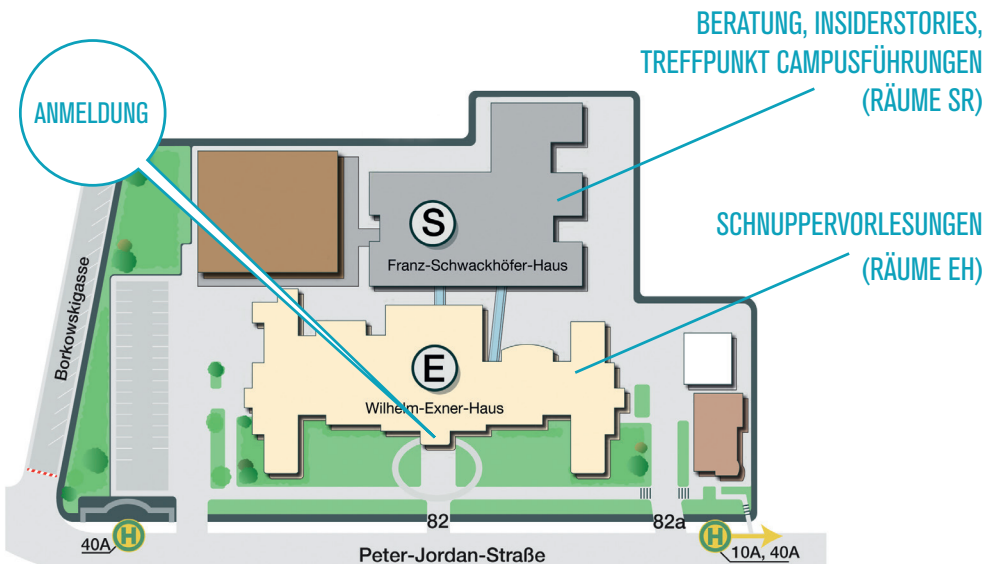 BERATUNG, INSIDERSTORIES,
TREFFPUNKT CAMPUSFÜHRUNGEN
(RÄUME SR)
ANMELDUNG
S
Franz-Schwackhöfer-Haus
SCHNUPPERVORLESUNGEN
(RÄUME EH)
Borkowskigasse
E
Wilhelm-Exner-Haus
82
82a
H
40A
H
10A, 40A
Peter-Jordan-Straße